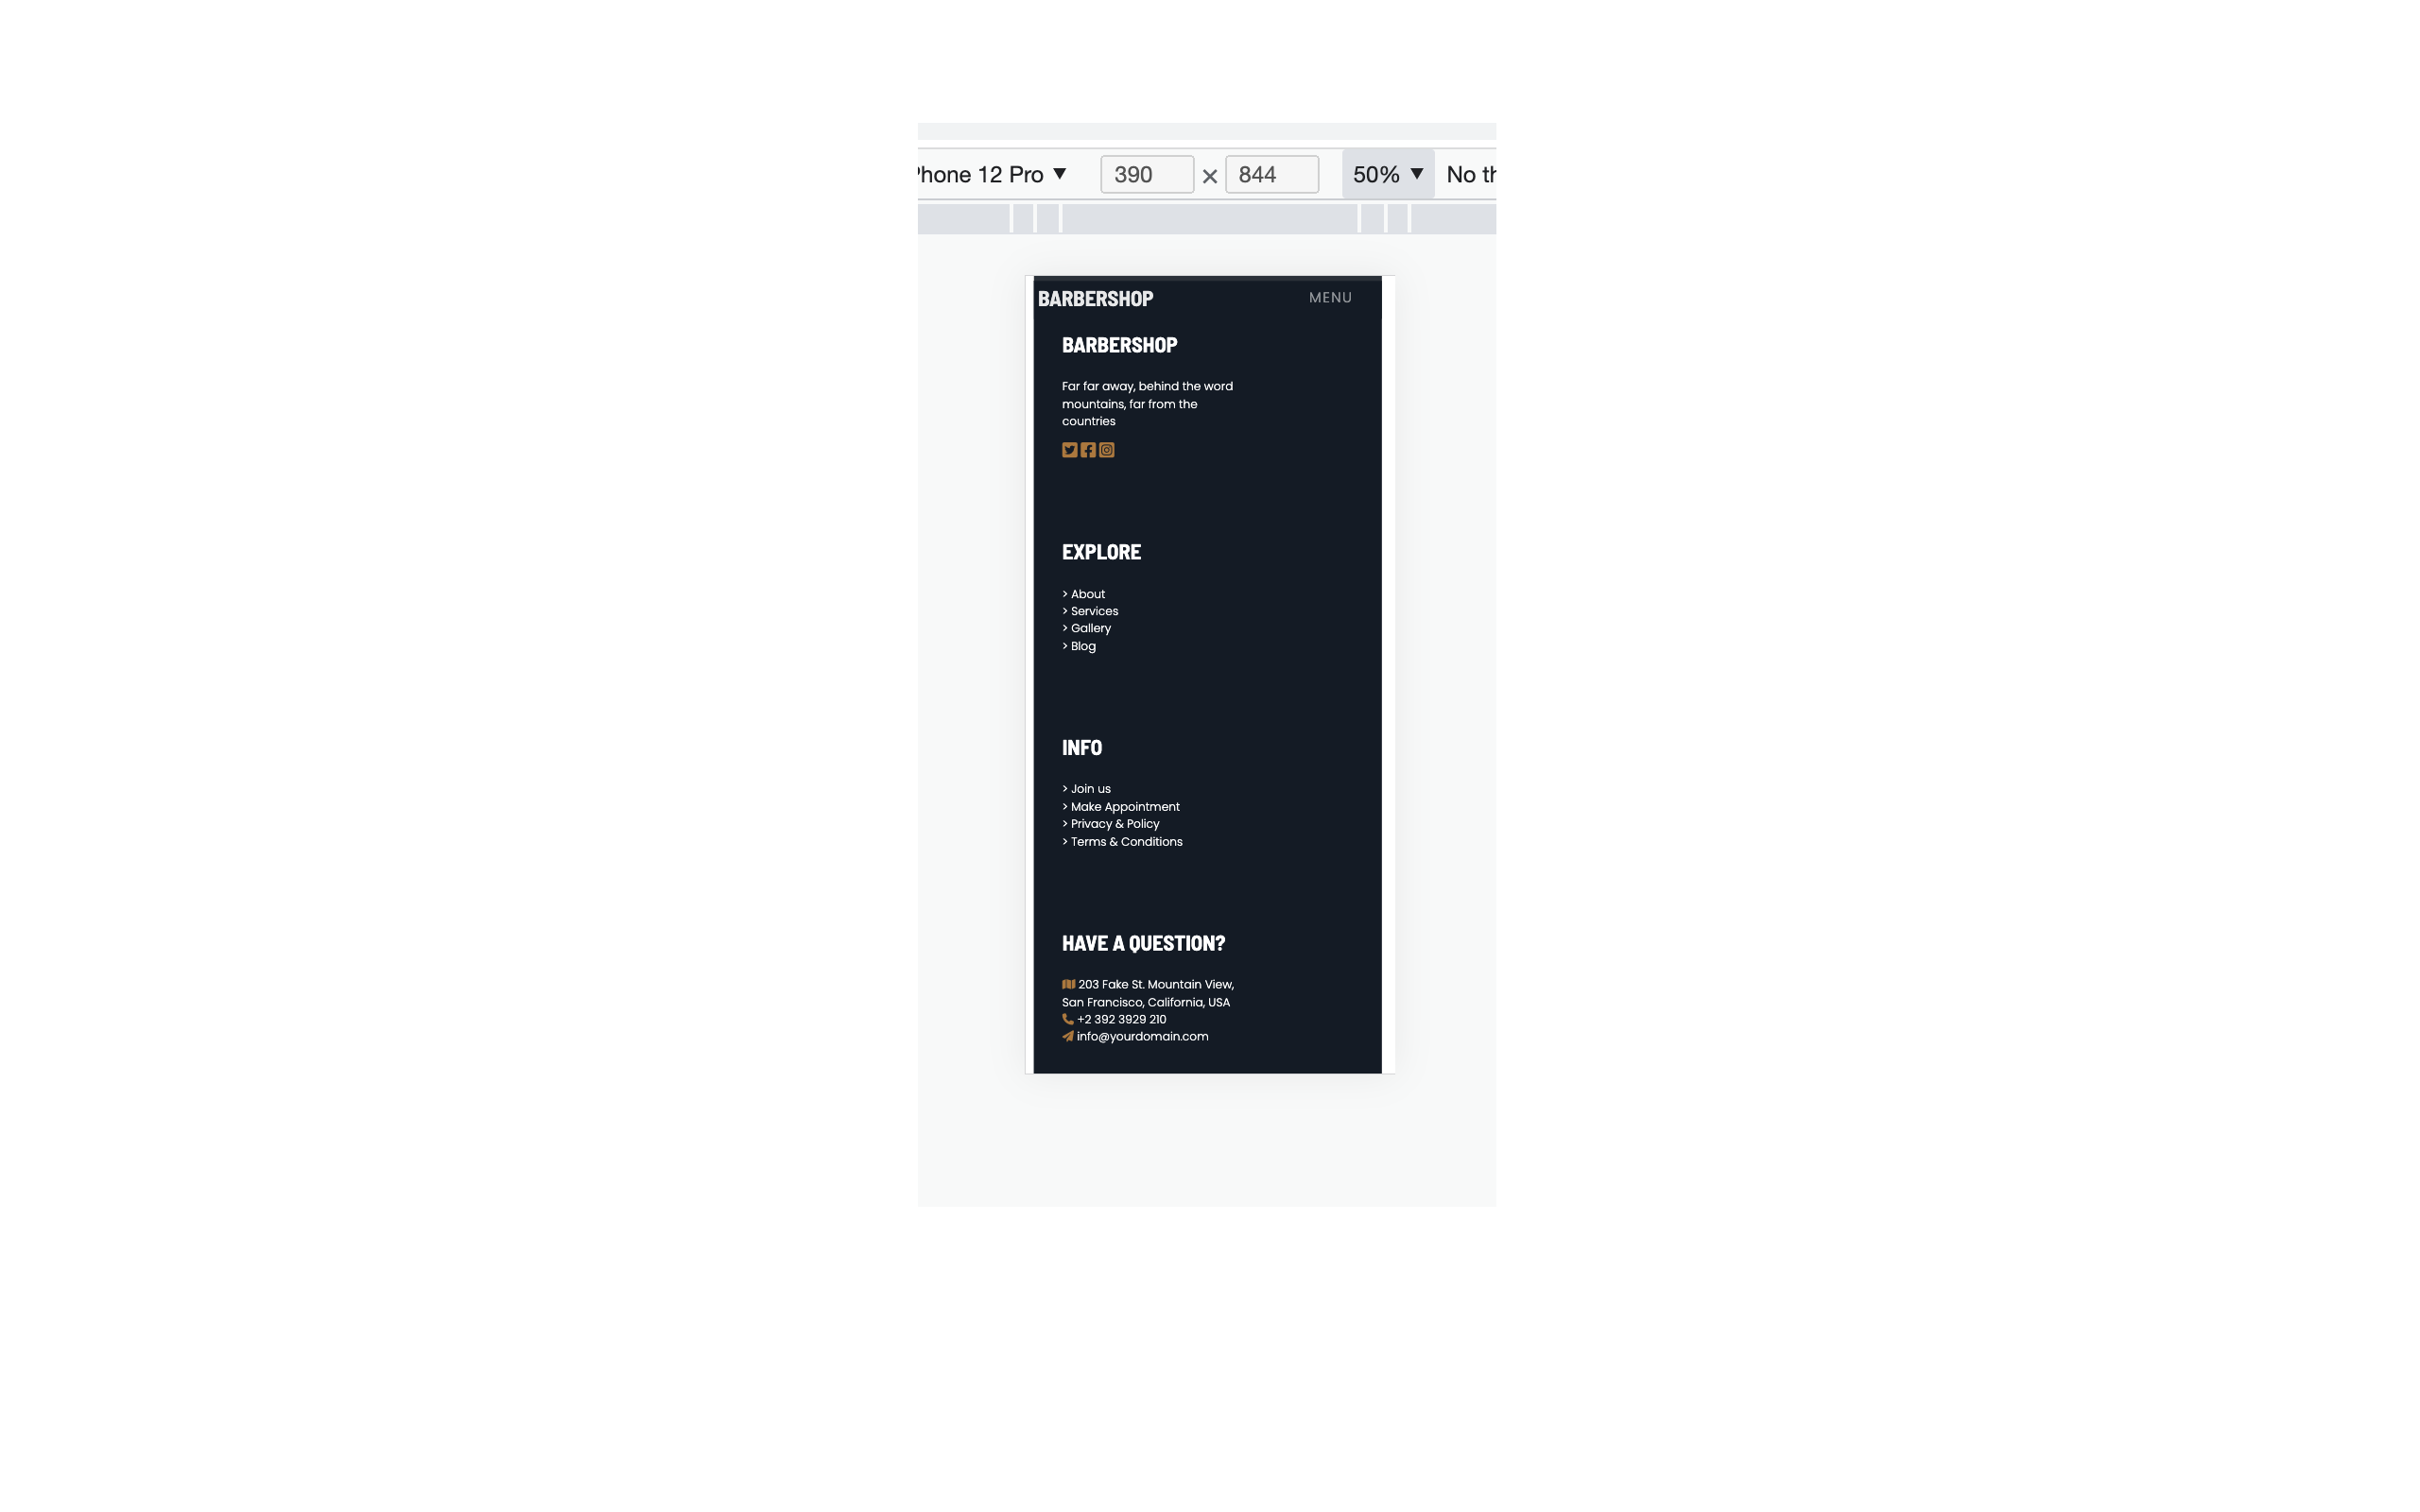 Phone 12 Pro ▼ 390 × 844 50% ▼ No th
BARBERSHOP MENU
BARBERSHOP
Far far away, behind the word
mountains, far from the
countries
EXPLORE
> About
> Services
> Gallery
> Blog
INFO
> Join us
> Make Appointment
> Privacy & Policy
> Terms & Conditions
HAVE A QUESTION?
203 Fake St. Mountain View,
San Francisco, California, USA
+2 392 3929 210
info@yourdomain.com